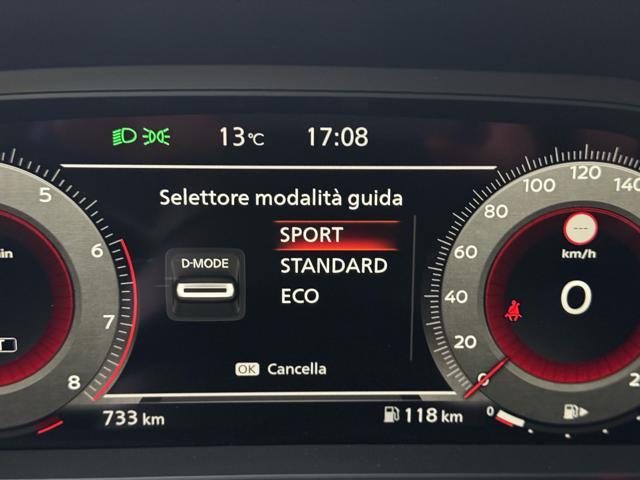 13°C 17:08
Selettore modalità guida
SPORT
D-MODE
STANDARD
ECO
OK Cancella
733 km
118 km
5
6
7
8
0
20
40
60
80
100
120
140
---
km/h
0
0